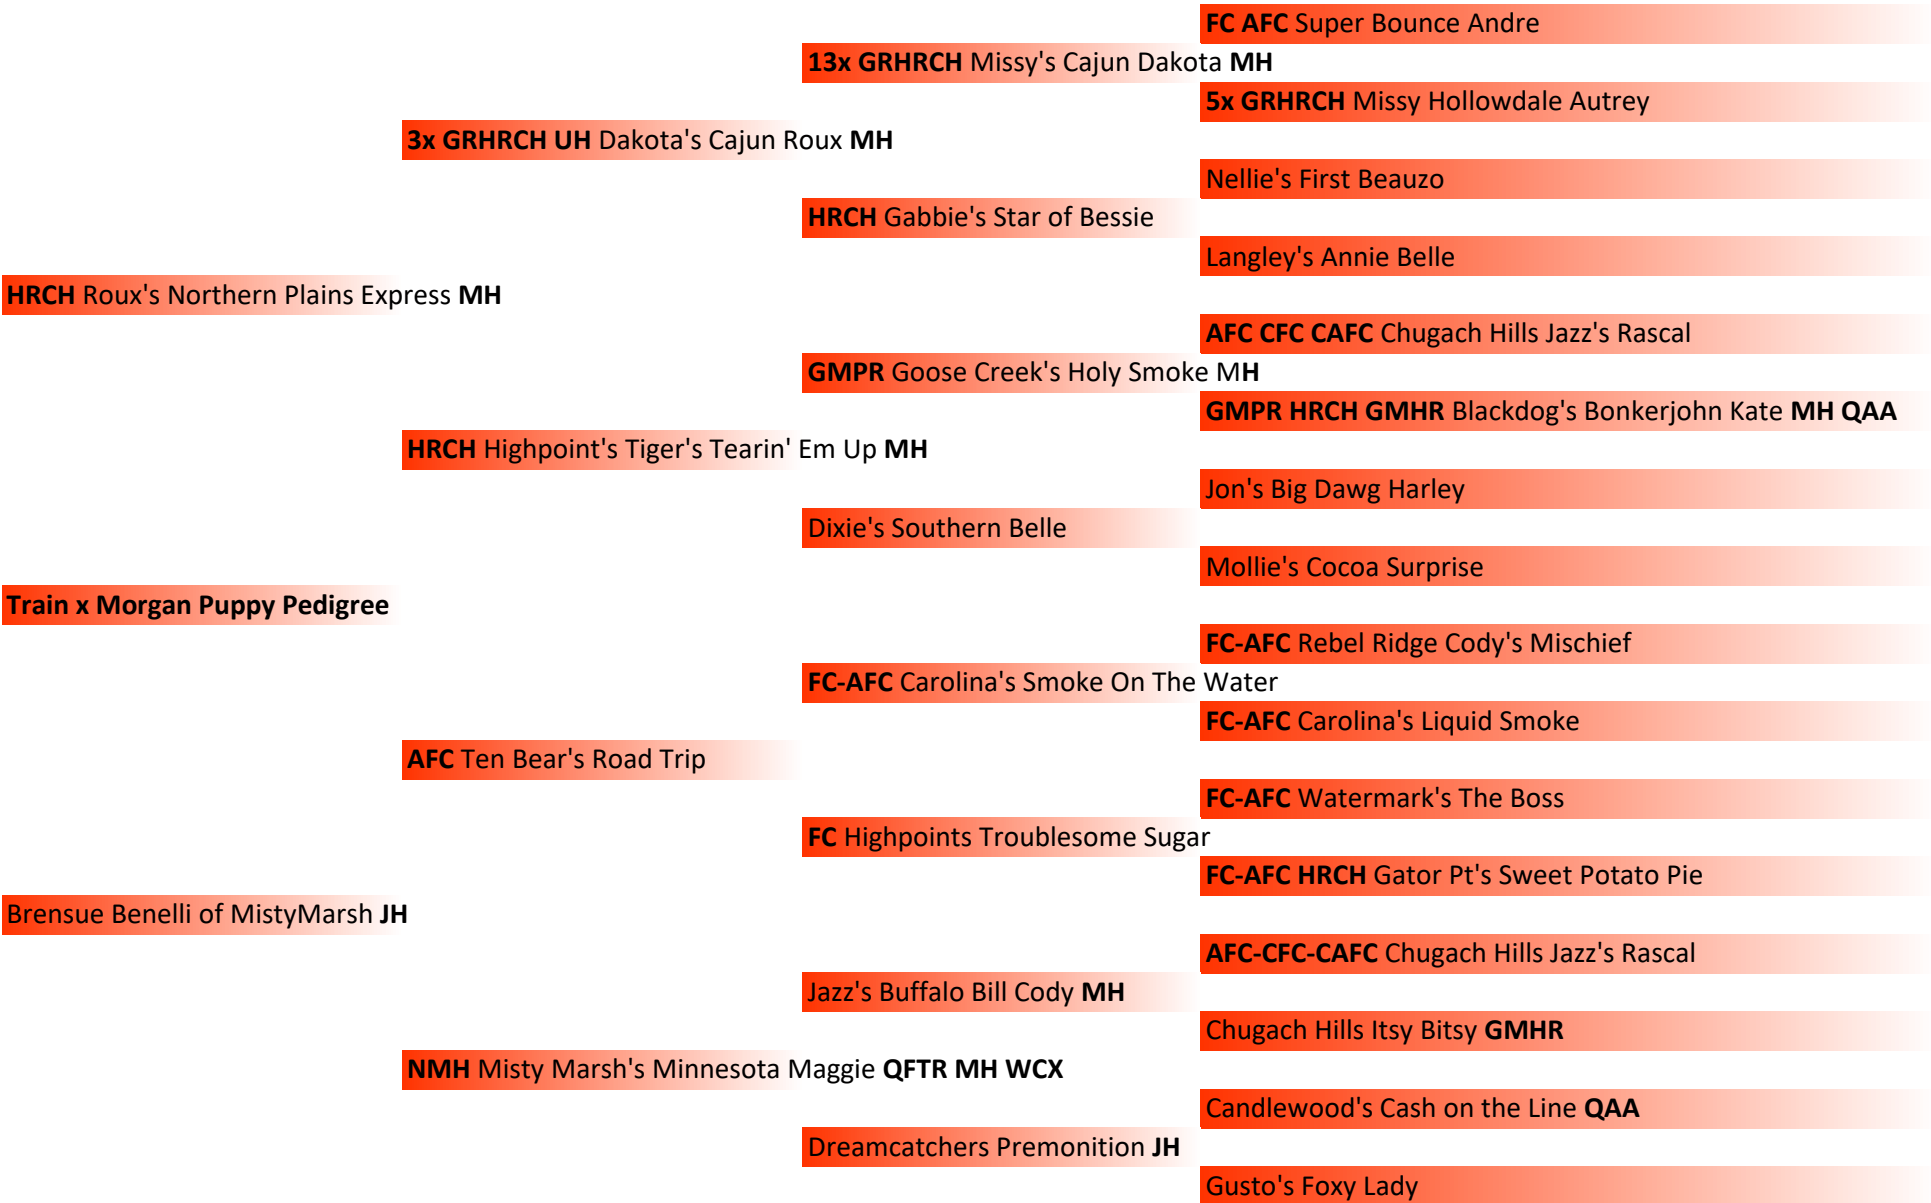 FC AFC Super Bounce Andre
13x GRHRCH Missy's Cajun Dakota MH
5x GRHRCH Missy Hollowdale Autrey
3x GRHRCH UH Dakota's Cajun Roux MH
Nellie's First Beauzo
HRCH Gabbie's Star of Bessie
Langley's Annie Belle
HRCH Roux's Northern Plains Express MH
AFC CFC CAFC Chugach Hills Jazz's Rascal
GMPR Goose Creek's Holy Smoke MH
GMPR HRCH GMHR Blackdog's Bonkerjohn Kate MH QAA
HRCH Highpoint's Tiger's Tearin' Em Up MH
Jon's Big Dawg Harley
Dixie's Southern Belle
Mollie's Cocoa Surprise
Train x Morgan Puppy Pedigree
FC-AFC Rebel Ridge Cody's Mischief
FC-AFC Carolina's Smoke On The Water
FC-AFC Carolina's Liquid Smoke
AFC Ten Bear's Road Trip
FC-AFC Watermark's The Boss
FC Highpoints Troublesome Sugar
FC-AFC HRCH Gator Pt's Sweet Potato Pie
Brensue Benelli of MistyMarsh JH
AFC-CFC-CAFC Chugach Hills Jazz's Rascal
Jazz's Buffalo Bill Cody MH
Chugach Hills Itsy Bitsy GMHR
NMH Misty Marsh's Minnesota Maggie QFTR MH WCX
Candlewood's Cash on the Line QAA
Dreamcatchers Premonition JH
Gusto's Foxy Lady